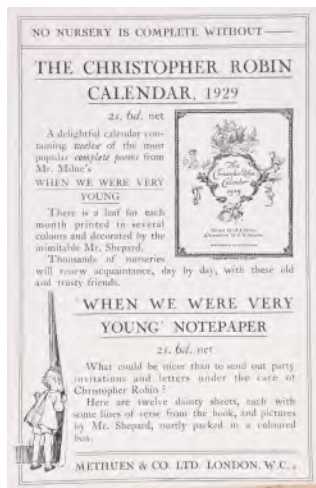 NO NURSERY IS COMPLETE WITHOUT——
THE CHRISTOPHER ROBIN
CALENDAR, 1929
2s. 6d. net
A delightful calendar con-
taining twelve of the most
popular complete poems from
Mr. Milne's
WHEN WE WERE VERY
YOUNG
There is a leaf for each
month printed in several
colours and decorated by the
inimitable Mr. Shepard.
Thousands of nurseries
will renew acquaintance, day by day, with these old
and trusty friends.
The
Christopher Robin
Calendar
1929
'WHEN WE WERE VERY
YOUNG' NOTEPAPER
2s. 6d. net
What could be nicer than to send out party
invitations and letters under the care of
Christopher Robin?
Here are twelve dainty sheets, each with
some lines of verse from the book, and pictures
by Mr. Shepard, neatly packed in a coloured
box.
METHUEN & CO. LTD. LONDON, W.C.2